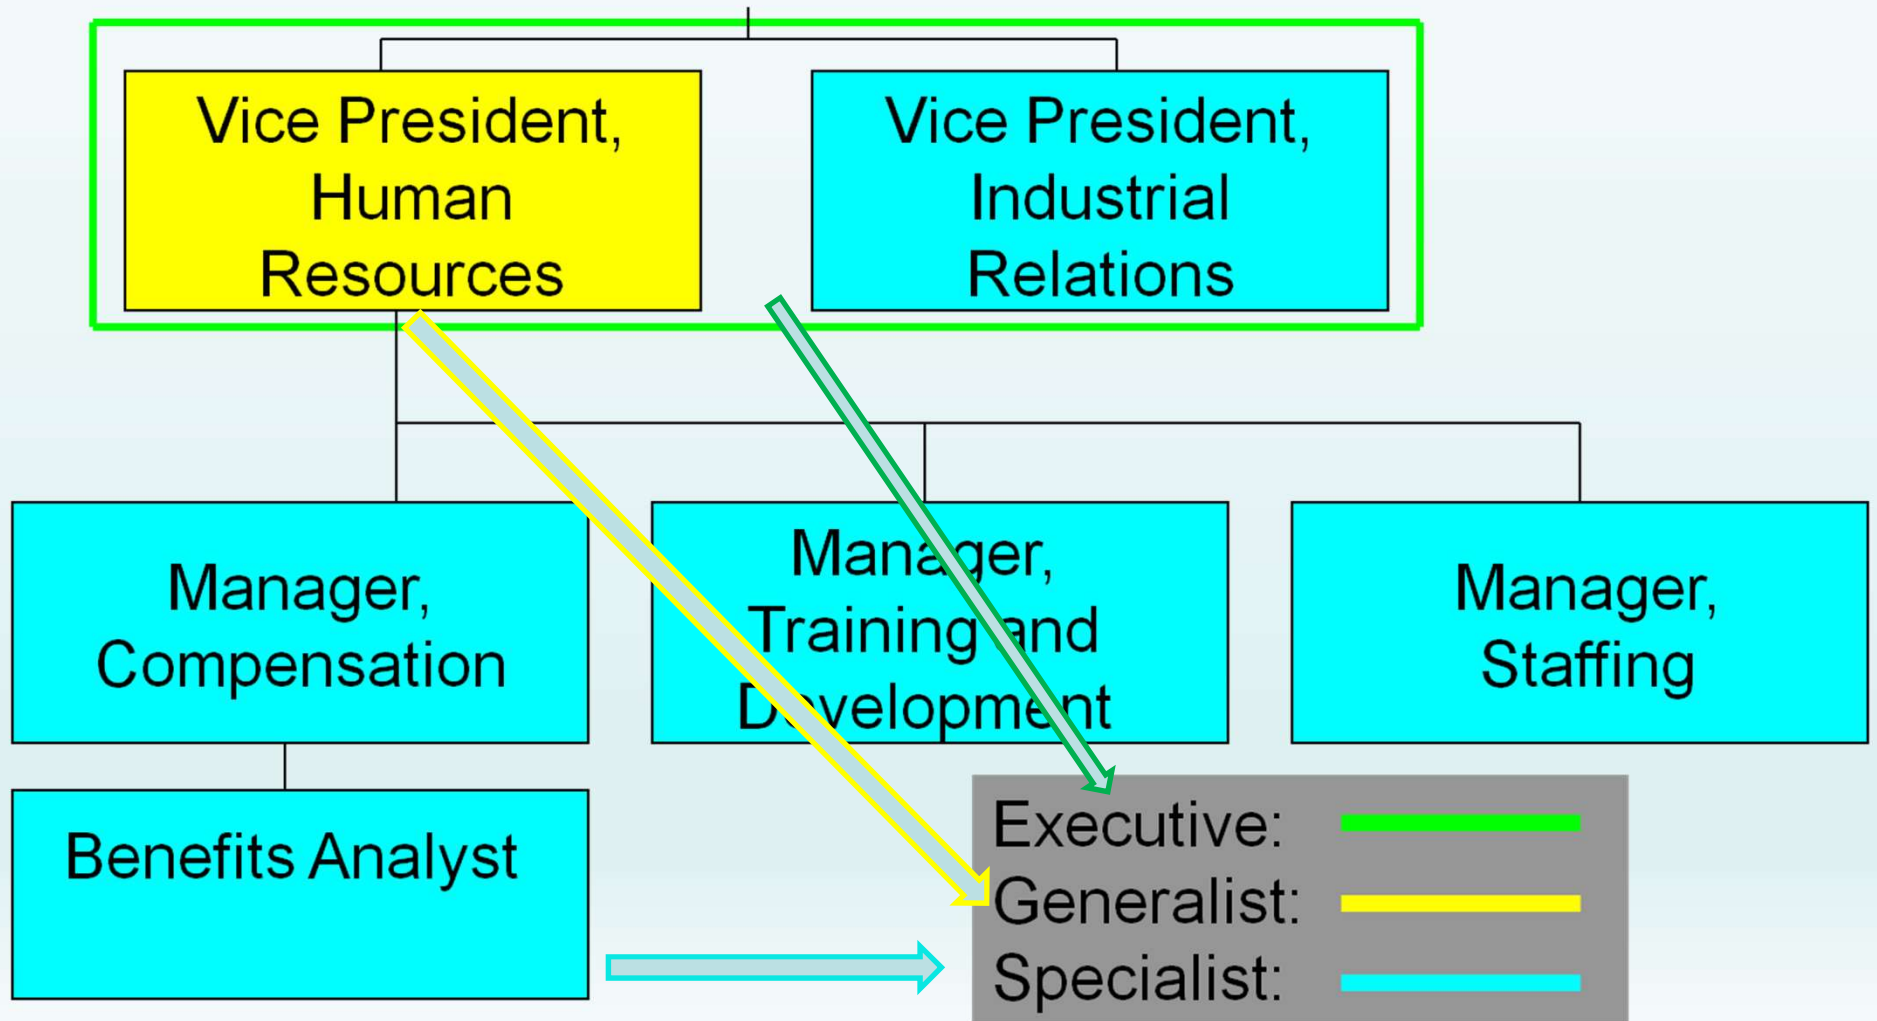 Vice President,
Human
Resources
Vice President,
Industrial
Relations
Manager,
Compensation
Manager,
Training and
Development
Manager,
Staffing
Benefits Analyst
Executive:
Generalist:
Specialist: